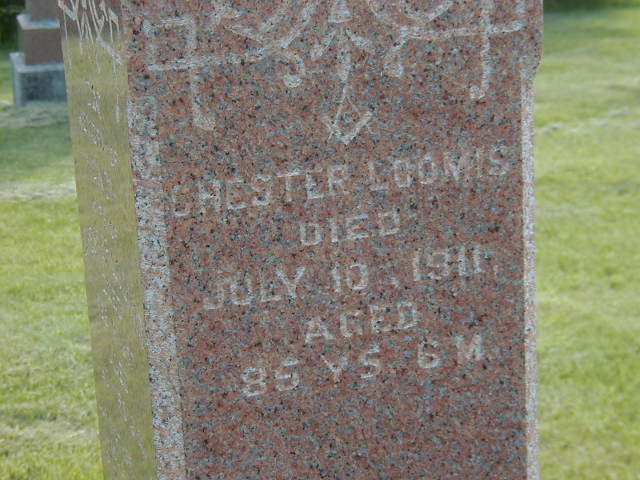 CHESTER LOOMIS
DIED
JULY 10, 1911,
AGED
85 YS. 6 M.